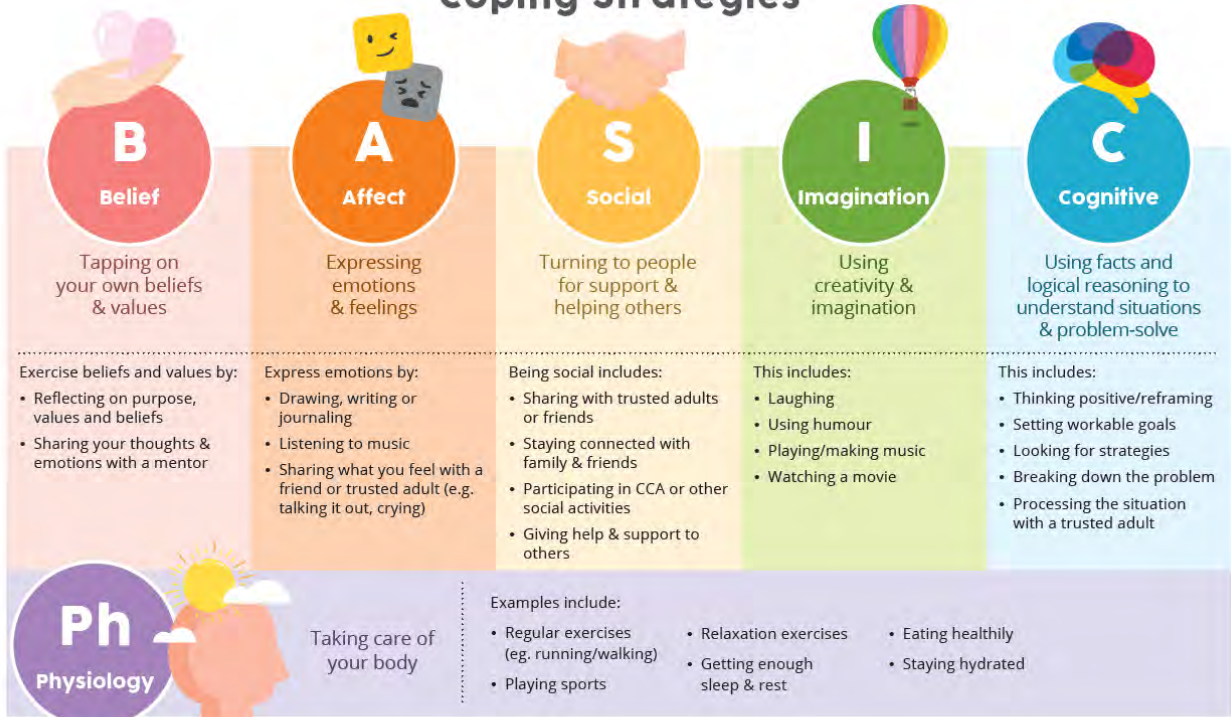 Coping Strategies
B
Belief
Tapping on
your own beliefs
& values
Exercise beliefs and values by:
• Reflecting on purpose,
values and beliefs
• Sharing your thoughts &
emotions with a mentor
A
Affect
Expressing
emotions
& feelings
Express emotions by:
• Drawing, writing or
journaling
• Listening to music
• Sharing what you feel with a
friend or trusted adult (e.g.
talking it out, crying)
S
Social
Turning to people
for support &
helping others
Being social includes:
• Sharing with trusted adults
or friends
• Staying connected with
family & friends
• Participating in CCA or other
social activities
• Giving help & support to
others
I
Imagination
Using
creativity &
imagination
This includes:
• Laughing
• Using humour
• Playing/making music
• Watching a movie
C
Cognitive
Using facts and
logical reasoning to
understand situations
& problem-solve
This includes:
• Thinking positive/reframing
• Setting workable goals
• Looking for strategies
• Breaking down the problem
• Processing the situation
with a trusted adult
Ph
Physiology
Taking care of
your body
Examples include:
• Regular exercises
(eg. running/walking)
• Playing sports
• Relaxation exercises
• Getting enough
sleep & rest
• Eating healthily
• Staying hydrated